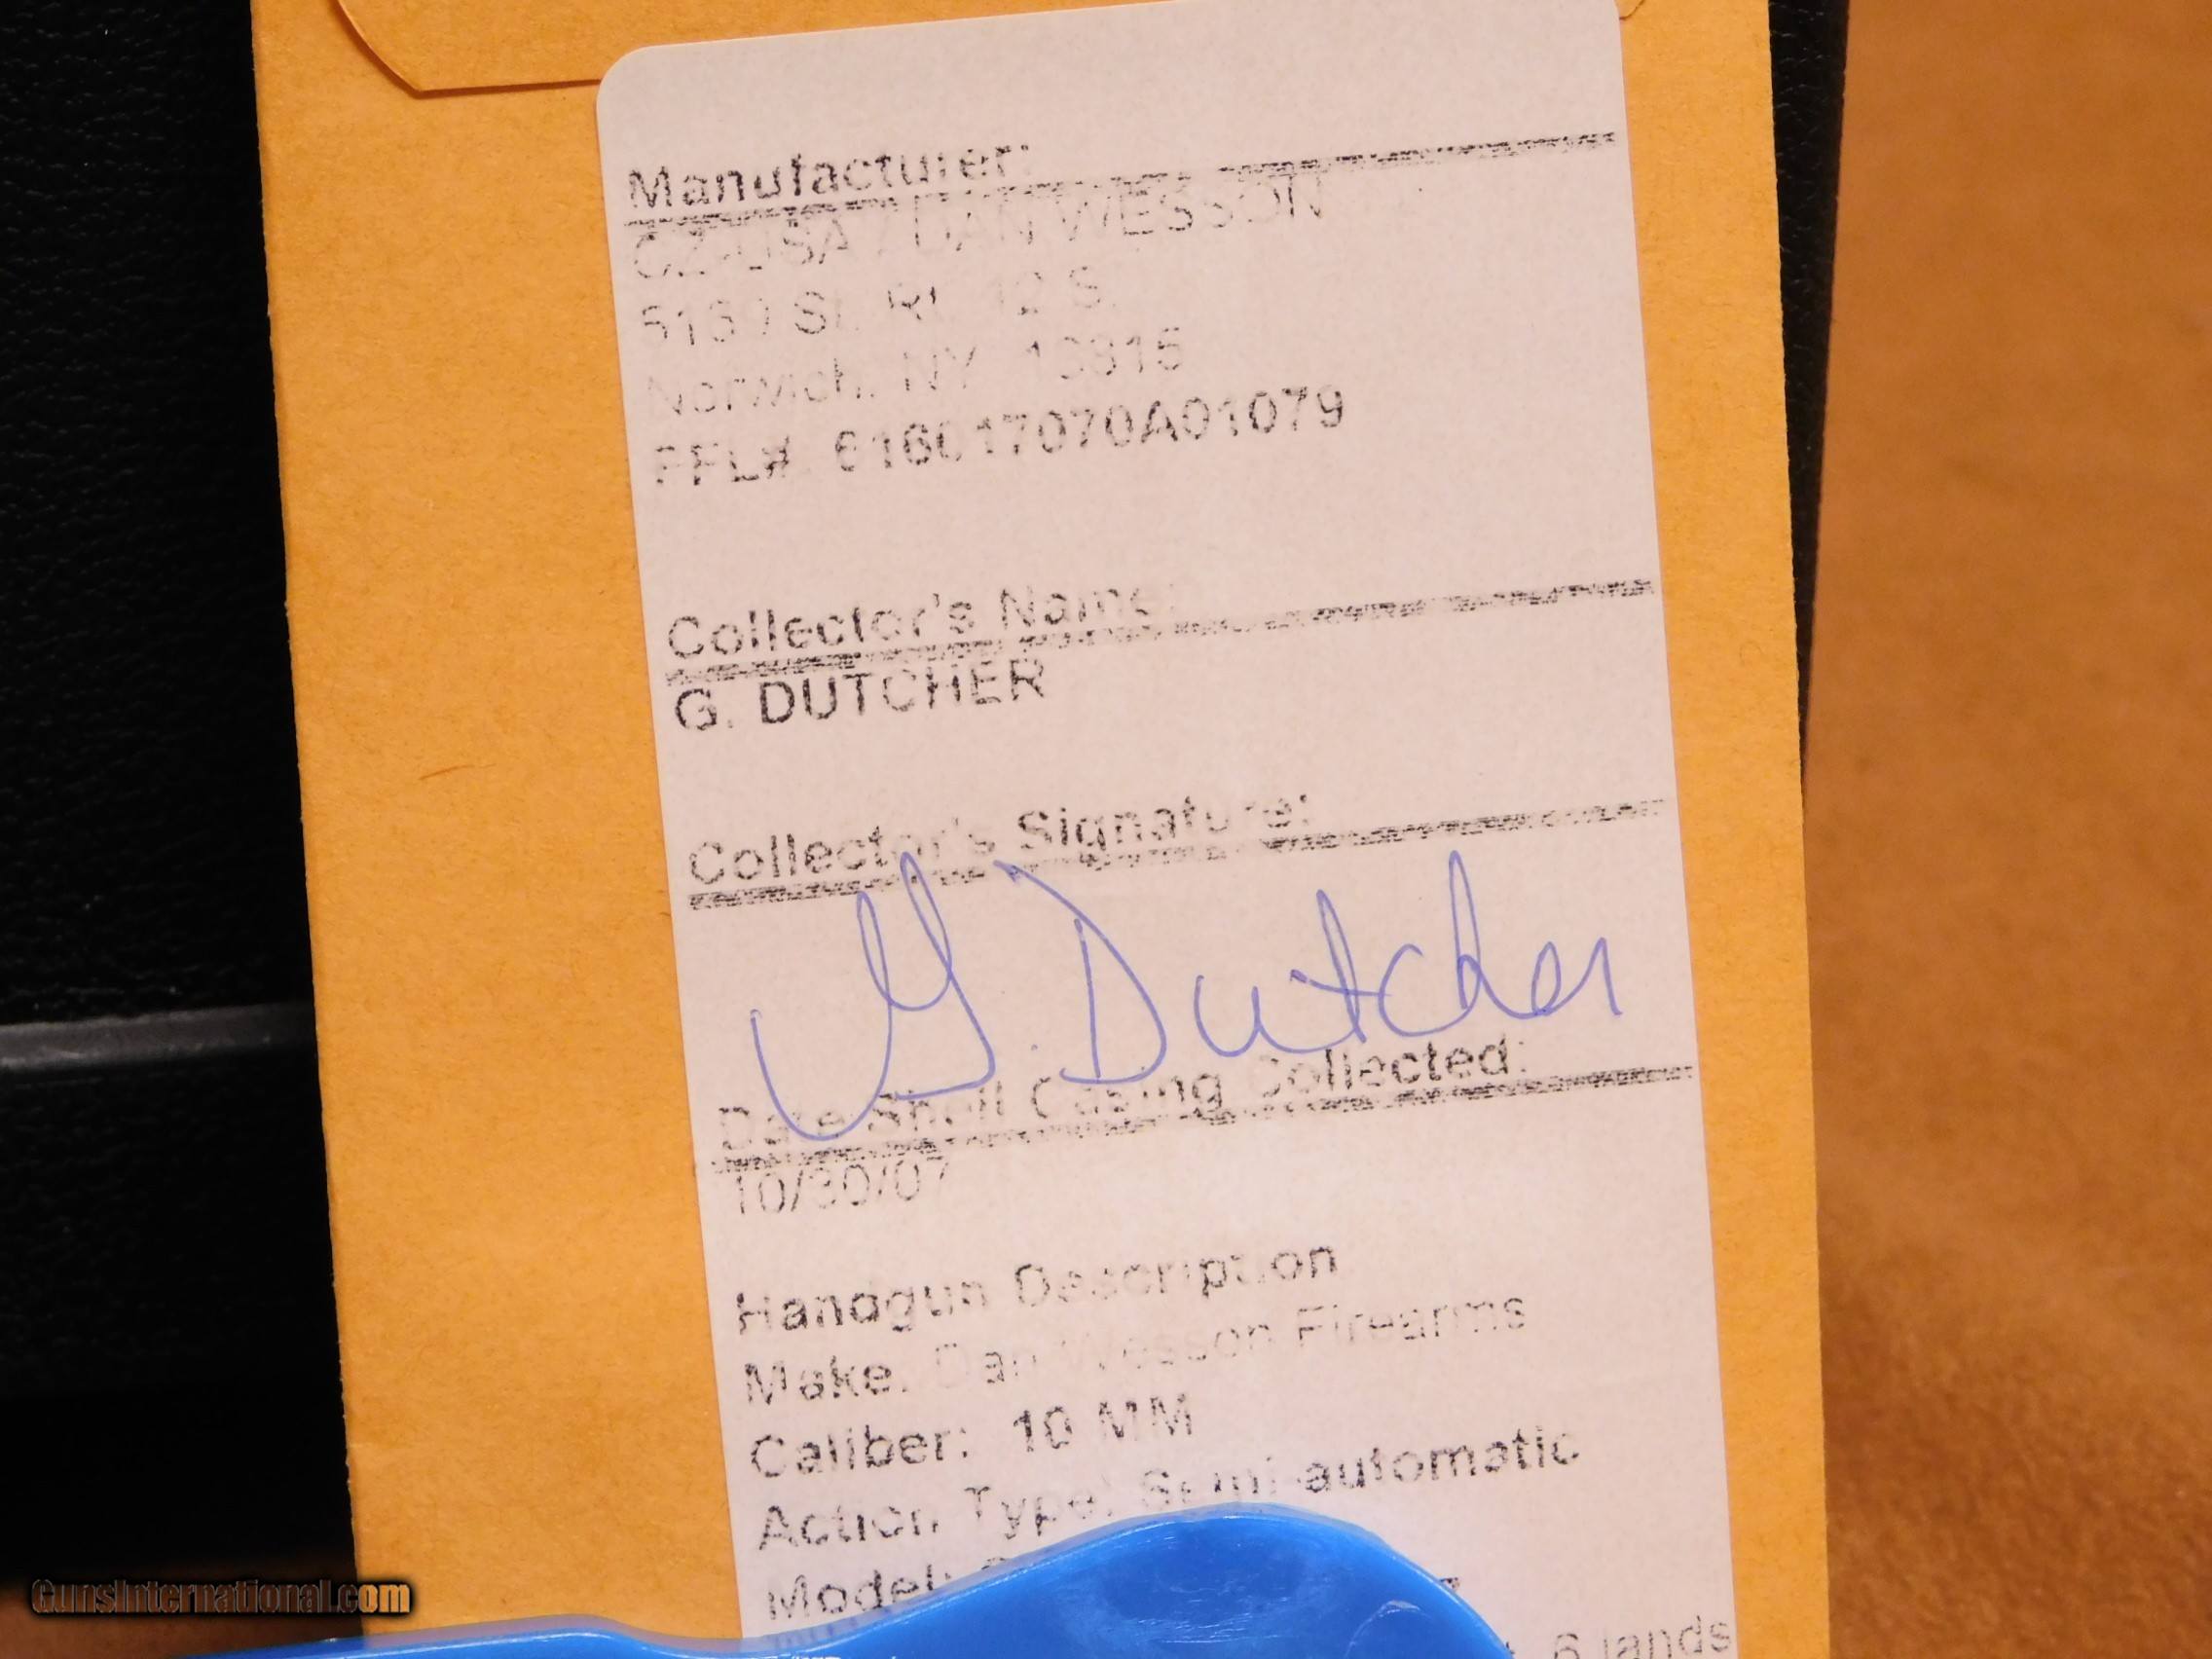 Manufacturer:
CZ-USA / DAN WESSON
St. Rt. 12 S.
Norwich, NY 13815
FFL# 616017070A01079
Collector's Name:
G. DUTCHER
Collector's Signature:
G. Dutcher
Date Shell Casing Collected:
10/30/07
Handgun Description
Make: Dan Wesson Firearms
Caliber: 10 MM
Action Type: Semi-automatic
Model:
6 lands
GunsInternational.com